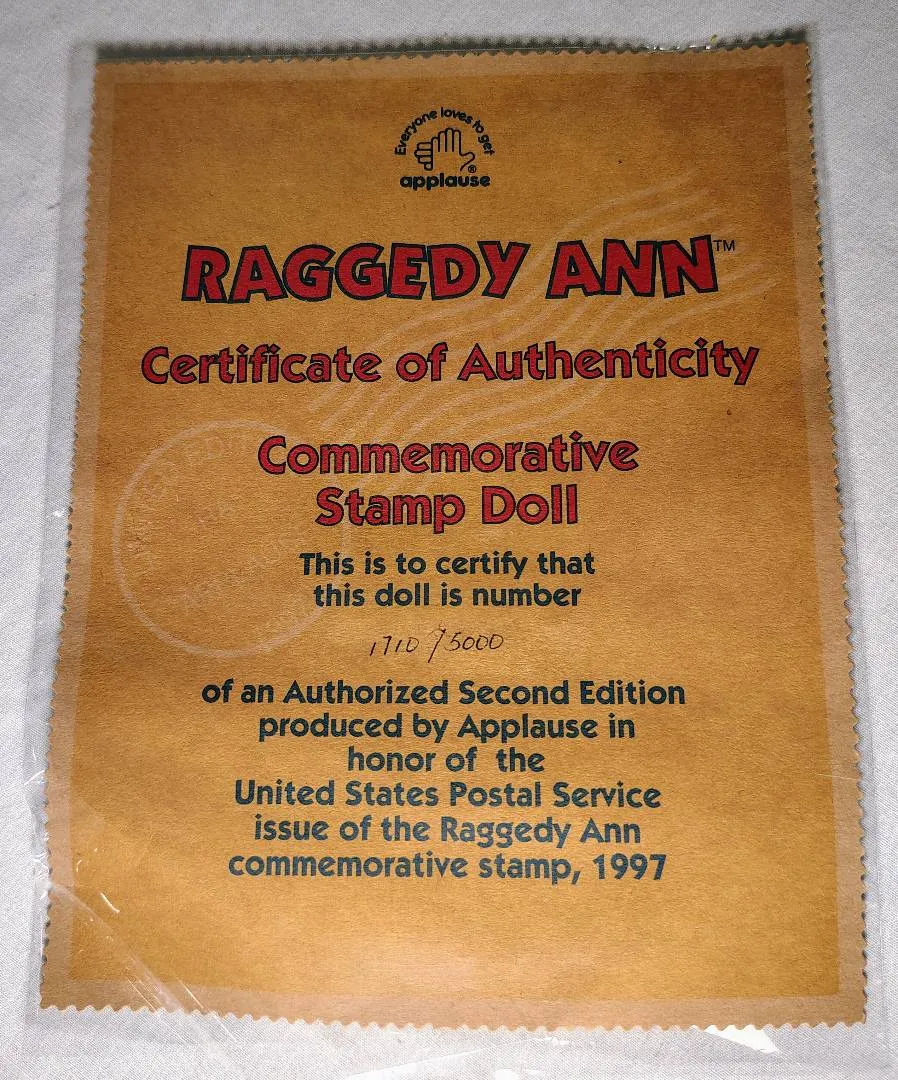 Everyone loves to get
applause®
RAGGEDY ANN™
Certificate of Authenticity
Commemorative
Stamp Doll
This is to certify that
this doll is number
1710/5000
of an Authorized Second Edition
produced by Applause in
honor of the
United States Postal Service
issue of the Raggedy Ann
commemorative stamp, 1997